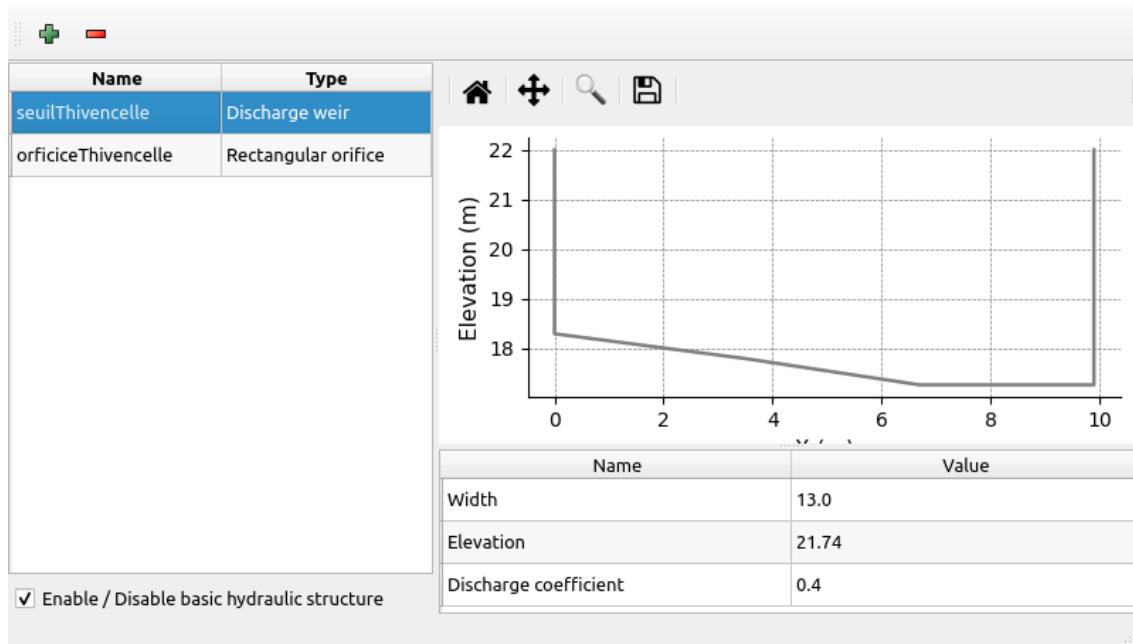 Name Type
seuilThivencelle Discharge weir
orficiceThivencelle Rectangular orifice
Enable / Disable basic hydraulic structure
Elevation (m)
22
21
20
19
18
0 2 4 6 8 10
Name Value
Width 13.0
Elevation 21.74
Discharge coefficient 0.4